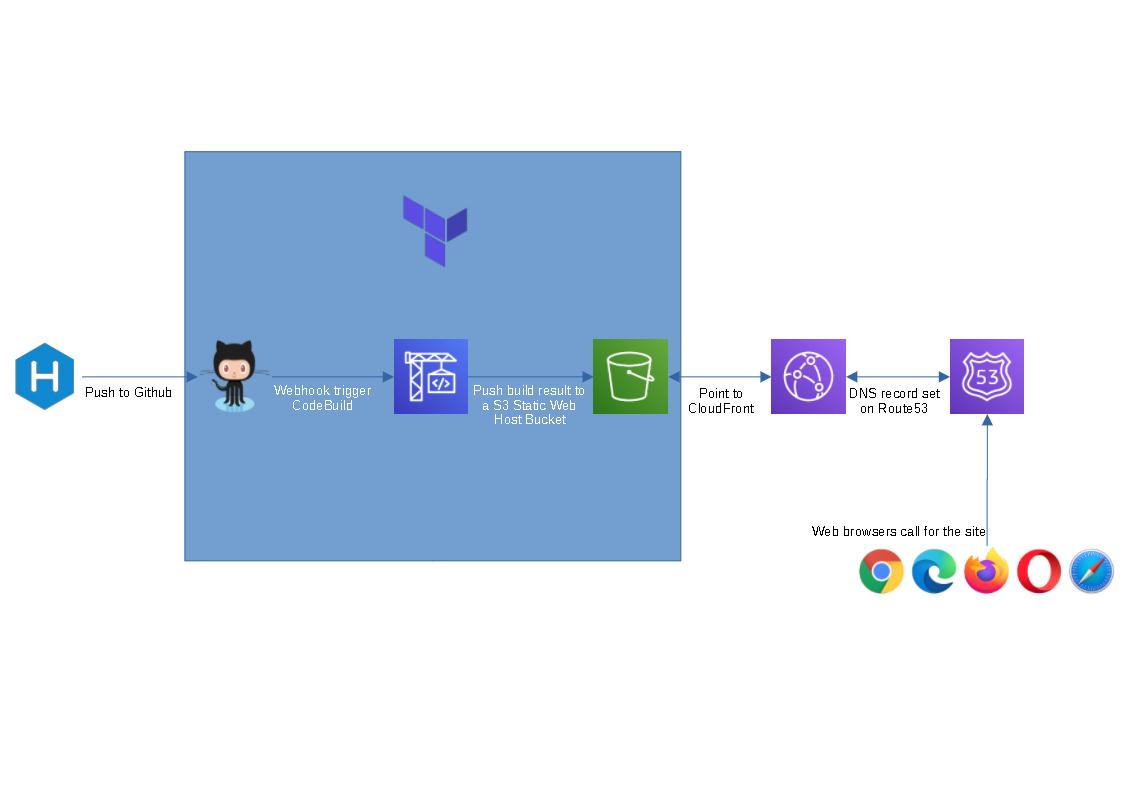 Push to Github
Webhook trigger
CodeBuild
Push build result to
a S3 Static Web
Host Bucket
Point to
CloudFront
DNS record set
on Route53
53
Web browsers call for the site